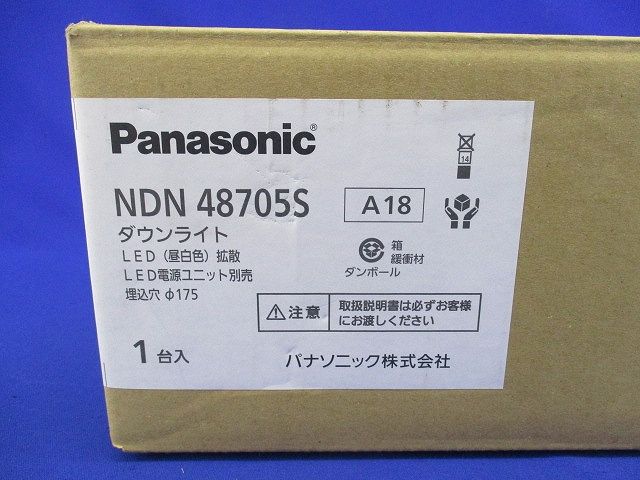 Panasonic®
NDN 48705S
A18
14
ダウンライト
LED（昼白色）拡散
LED電源ユニット別売
埋込穴 φ175
箱
緩衝材
ダンボール
注意
取扱説明書は必ずお客様
にお渡しください
1台入
パナソニック株式会社